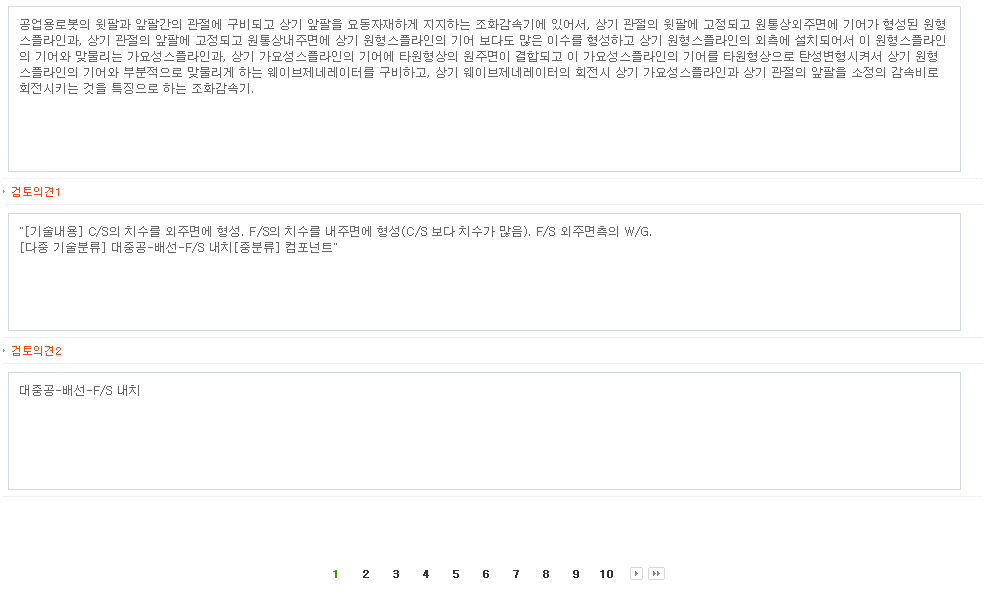 공업용로봇의 윗팔과 앞팔간의 관절에 구비되고 상기 앞팔을 요동자재하게 지지하는 조화감속기에 있어서, 상기 관절의 윗팔에 고정되고 원통상외주면에 기어가 형성된 원형
스플라인과, 상기 관절의 앞팔에 고정되고 원통상내주면에 상기 원형스플라인의 기어 보다도 많은 이수를 형성하고 상기 원형스플라인의 외측에 설치되어서 이 원형스플라인
의 기어와 맞물리는 가요성스플라인과, 상기 가요성스플라인의 기어에 타원형상의 원주면이 결합되고 이 가요성스플라인의 기어를 타원형상으로 탄성변형시켜서 상기 원형
스플라인의 기어와 부분적으로 맞물리게 하는 웨이브제네레이터를 구비하고, 상기 웨이브제네레이터의 회전시 상기 가요성스플라인과 상기 관절의 앞팔을 소정의 감속비로
회전시키는 것을 특징으로 하는 조화감속기.
검토의견1
"[기술내용] C/S의 치수를 외주면에 형성. F/S의 치수를 내주면에 형성(C/S 보다 치수가 많음). F/S 외주면측의 W/G.
[다중 기술분류] 대중공-배선-F/S 내치[중분류] 컴포넌트"
검토의견2
대중공-배선-F/S 내치
1 2 3 4 5 6 7 8 9 10